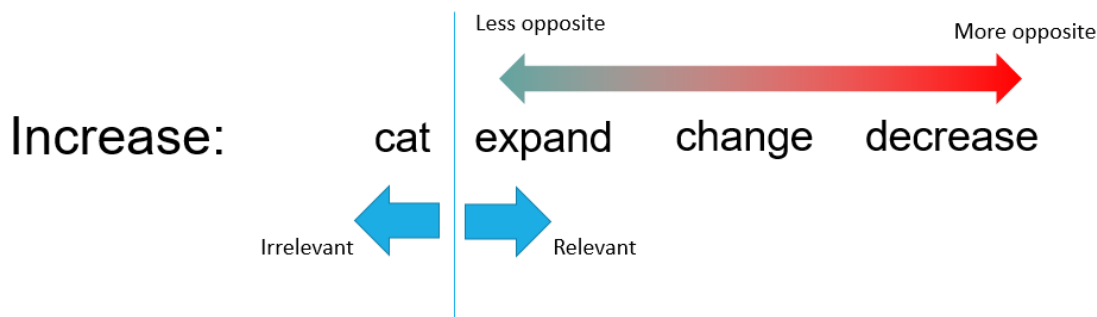 Less opposite
More opposite
Increase: cat expand change decrease
Irrelevant
Relevant